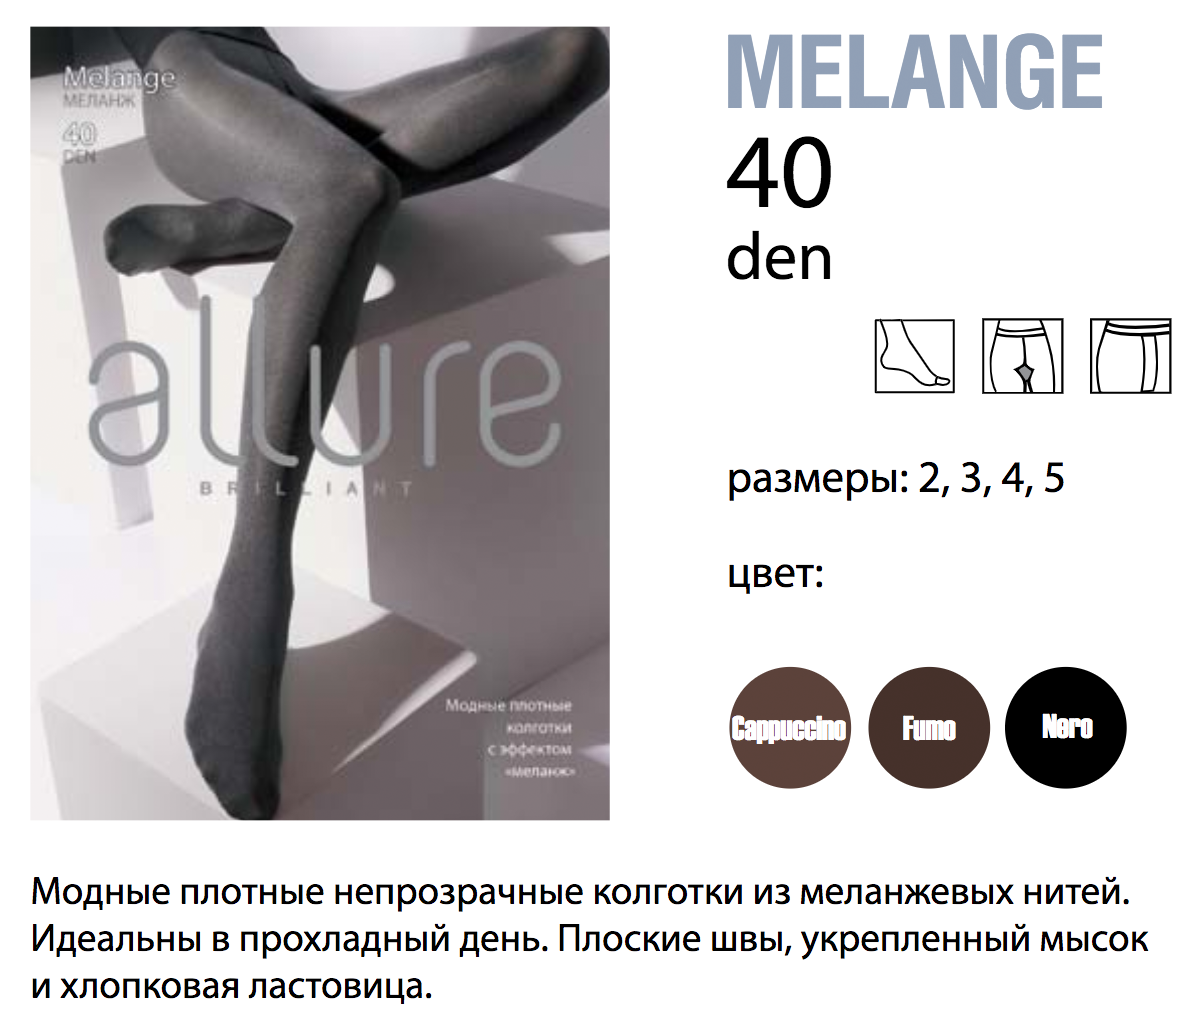 Melange
МЕЛАНЖ
40
DEN
allure
BRILLIANT
Модные плотные
колготки
с эффектом
«меланж»
MELANGE
40
den
размеры: 2, 3, 4, 5
цвет:
Cappuccino
Fumo
Nero
Модные плотные непрозрачные колготки из меланжевых нитей.
Идеальны в прохладный день. Плоские швы, укрепленный мысок
и хлопковая ластовица.